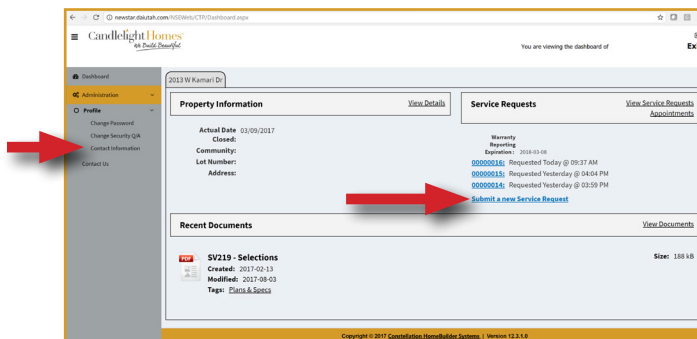 newstar.daiutah.com/NSEWeb/CTP/Dashboard.aspx
Candlelight Homes
We Build Beautiful
You are viewing the dashboard of
Ex
Dashboard
Administration
Profile
Change Password
Change Security Q/A
Contact Information
Contact Us
2013 W Kamari Dr
Property Information
View Details
Actual Date Closed: 03/09/2017
Community:
Lot Number:
Address:
Service Requests
View Service Requests
Appointments
Warranty
Reporting
Expiration: 2018-03-08
00000016: Requested Today @ 09:37 AM
00000015: Requested Yesterday @ 04:04 PM
00000014: Requested Yesterday @ 03:59 PM
Submit a new Service Request
Recent Documents
View Documents
PDF
SV219 - Selections
Created: 2017-02-13
Modified: 2017-08-03
Tags: Plans & Specs
Size: 188 kB
Copyright © 2017 Constellation HomeBuilder Systems | Version 12.3.1.0